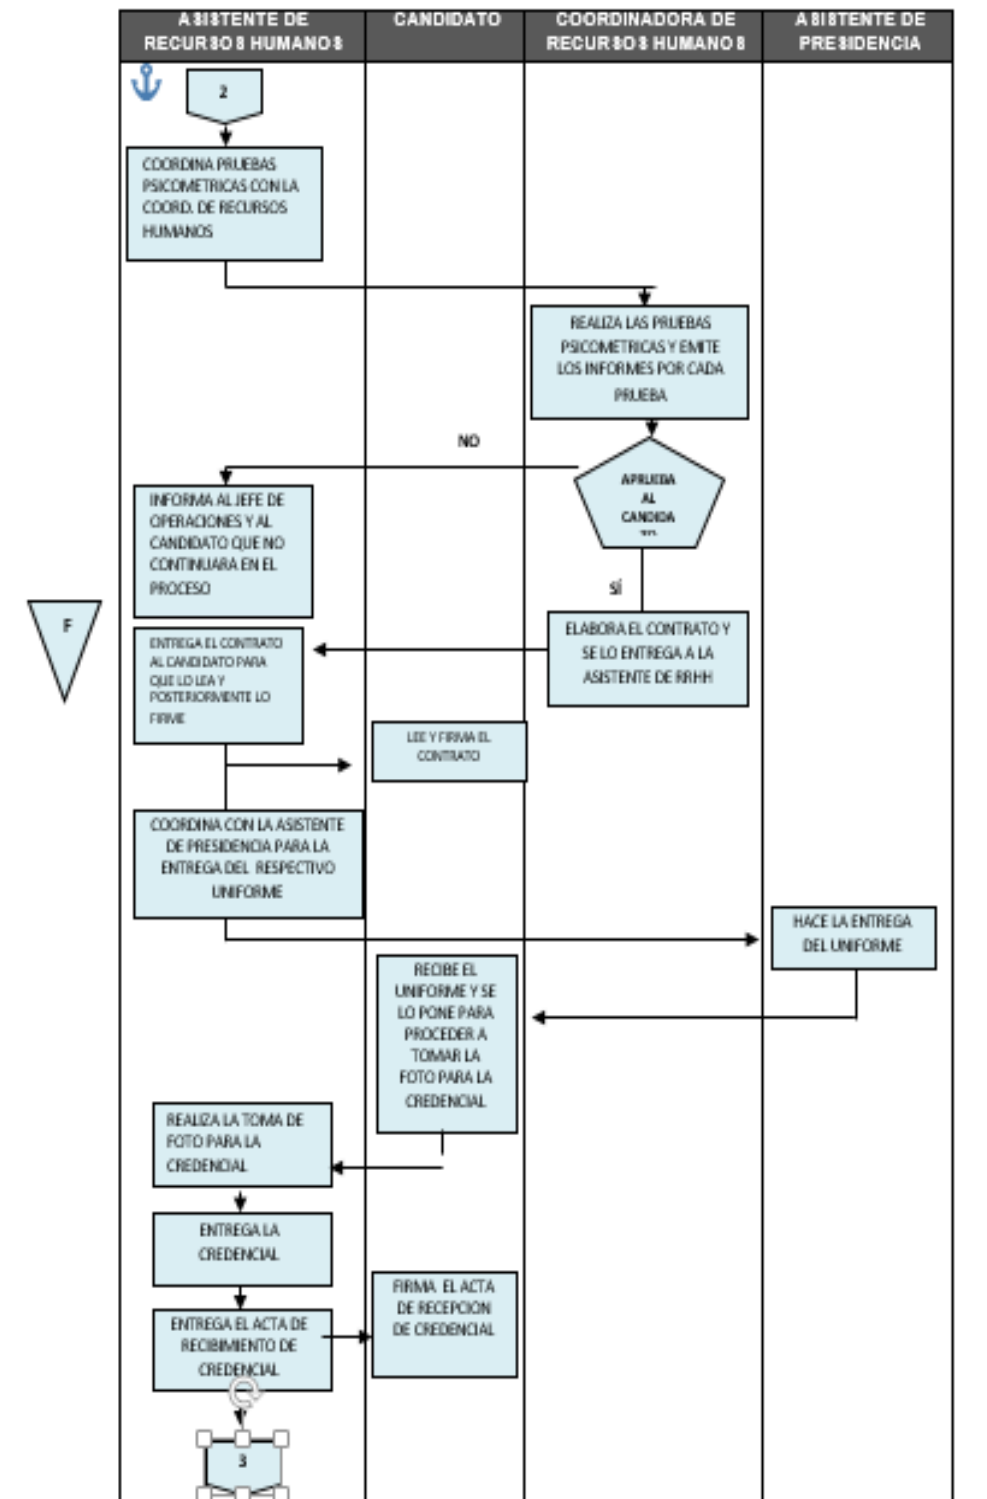 ASISTENTE DE
RECURSOS HUMANOS
CANDIDATO
COORDINADORA DE
RECURSOS HUMANOS
ASISTENTE DE
PRESIDENCIA
2
COORDINA PRUEBAS
PSICOMETRICAS CON LA
COORD. DE RECURSOS
HUMANOS
REALIZA LAS PRUEBAS
PSICOMETRICAS Y EMITE
LOS INFORMES POR CADA
PRUEBA
NO
APRUEBA
AL
CANDIDA
INFORMA AL JEFE DE
OPERACIONES Y AL
CANDIDATO QUE NO
CONTINUARA EN EL
PROCESO
SÍ
F
ELABORA EL CONTRATO Y
SE LO ENTREGA A LA
ASISTENTE DE RRHH
ENTREGA EL CONTRATO
AL CANDIDATO PARA
QUE LO LEA Y
POSTERIORMENTE LO
FIRME
LEE Y FIRMA EL
CONTRATO
COORDINA CON LA ASISTENTE
DE PRESIDENCIA PARA LA
ENTREGA DEL RESPECTIVO
UNIFORME
HACE LA ENTREGA
DEL UNIFORME
RECIBE EL
UNIFORME Y SE
LO PONE PARA
PROCEDER A
TOMAR LA
FOTO PARA LA
CREDENCIAL
REALIZA LA TOMA DE
FOTO PARA LA
CREDENCIAL
ENTREGA LA
CREDENCIAL
ENTREGA EL ACTA DE
RECIBIMIENTO DE
CREDENCIAL
FIRMA EL ACTA
DE RECEPCION
DE CREDENCIAL
3